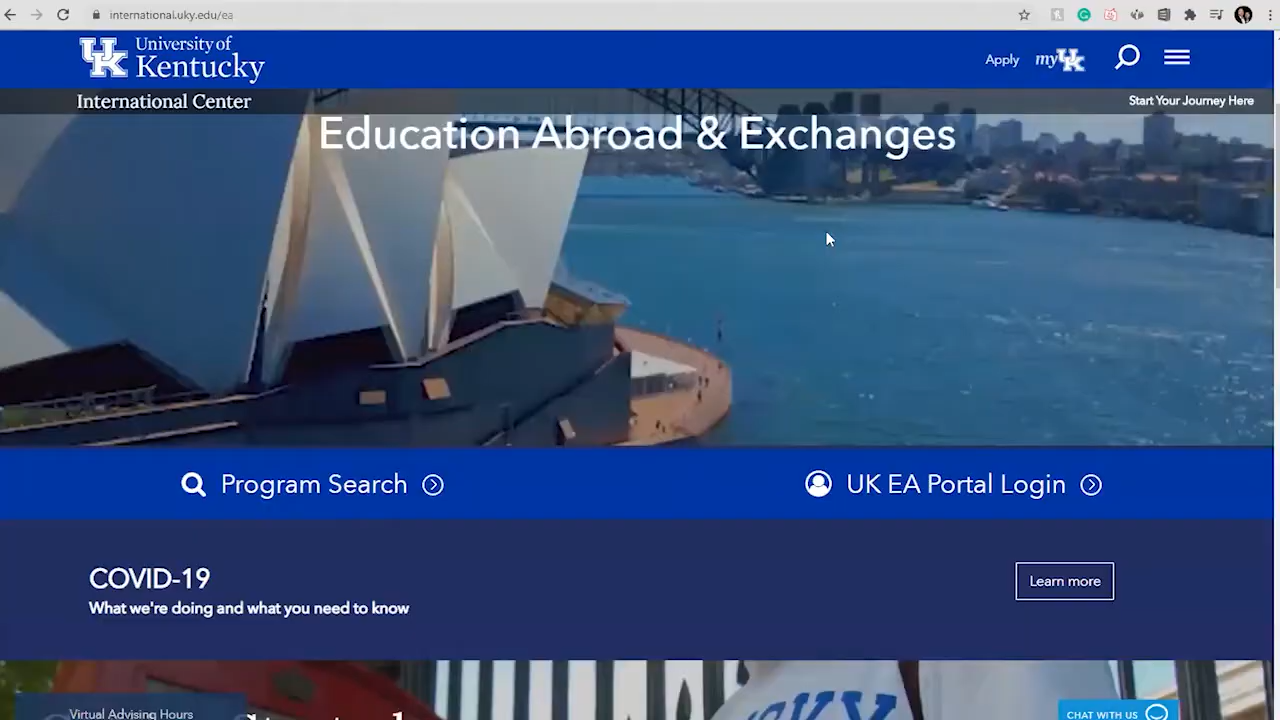 international.uky.edu/ea
University of
Kentucky
Apply
myUK
International Center
Start Your Journey Here
Education Abroad & Exchanges
Program Search
UK EA Portal Login
COVID-19
What we're doing and what you need to know
Learn more
Virtual Advising Hours
CHAT WITH US